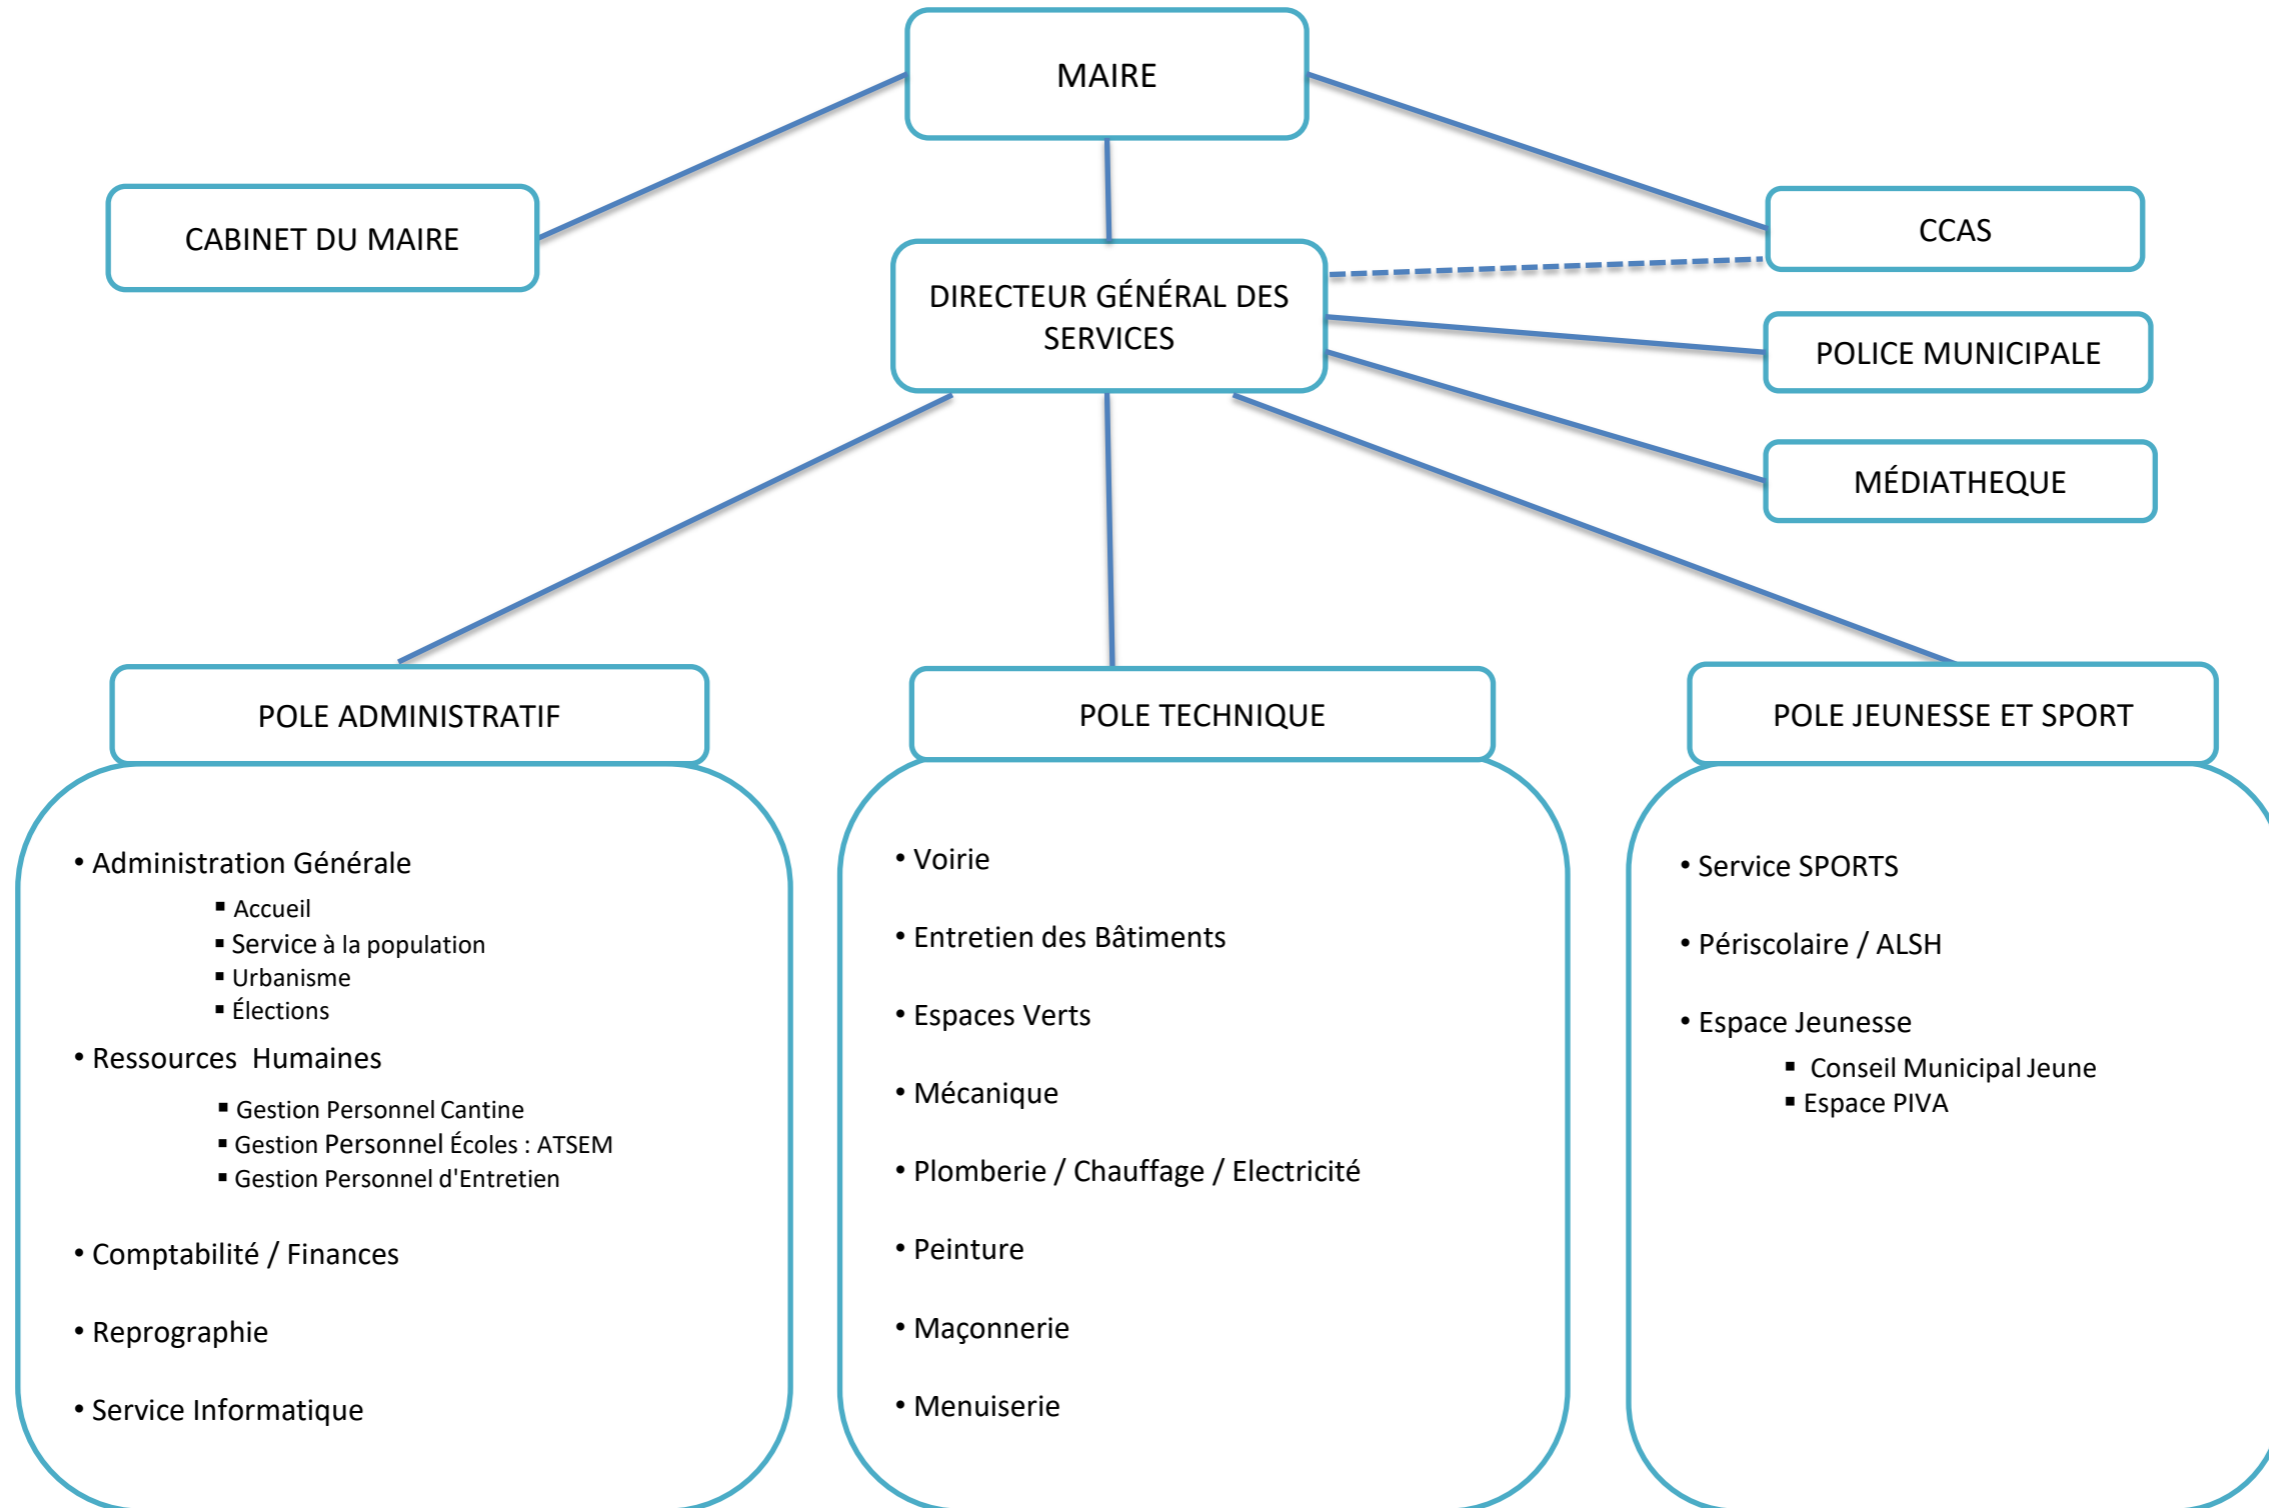 MAIRE
CABINET DU MAIRE
CCAS
DIRECTEUR GÉNÉRAL DES
SERVICES
POLICE MUNICIPALE
MÉDIATHEQUE
POLE ADMINISTRATIF
• Administration Générale
▪ Accueil
▪ Service à la population
▪ Urbanisme
▪ Élections
• Ressources Humaines
▪ Gestion Personnel Cantine
▪ Gestion Personnel Écoles : ATSEM
▪ Gestion Personnel d'Entretien
• Comptabilité / Finances
• Reprographie
• Service Informatique
POLE TECHNIQUE
• Voirie
• Entretien des Bâtiments
• Espaces Verts
• Mécanique
• Plomberie / Chauffage / Electricité
• Peinture
• Maçonnerie
• Menuiserie
POLE JEUNESSE ET SPORT
• Service SPORTS
• Périscolaire / ALSH
• Espace Jeunesse
▪ Conseil Municipal Jeune
▪ Espace PIVA